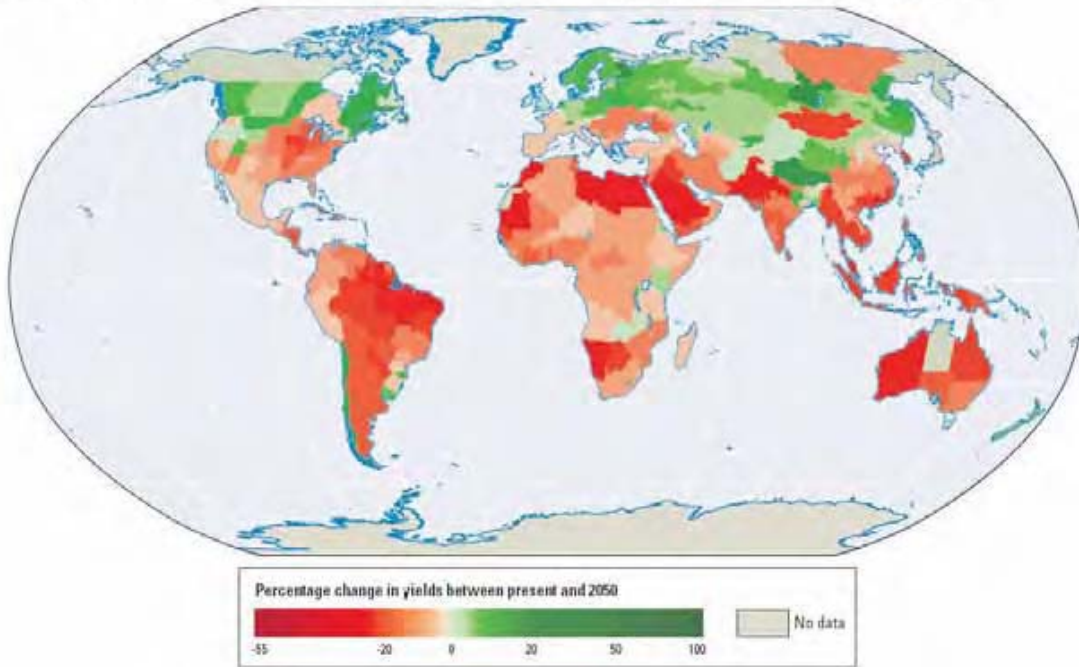 Percentage change in yields between present and 2050
-55 -20 0 20 50 100
No data